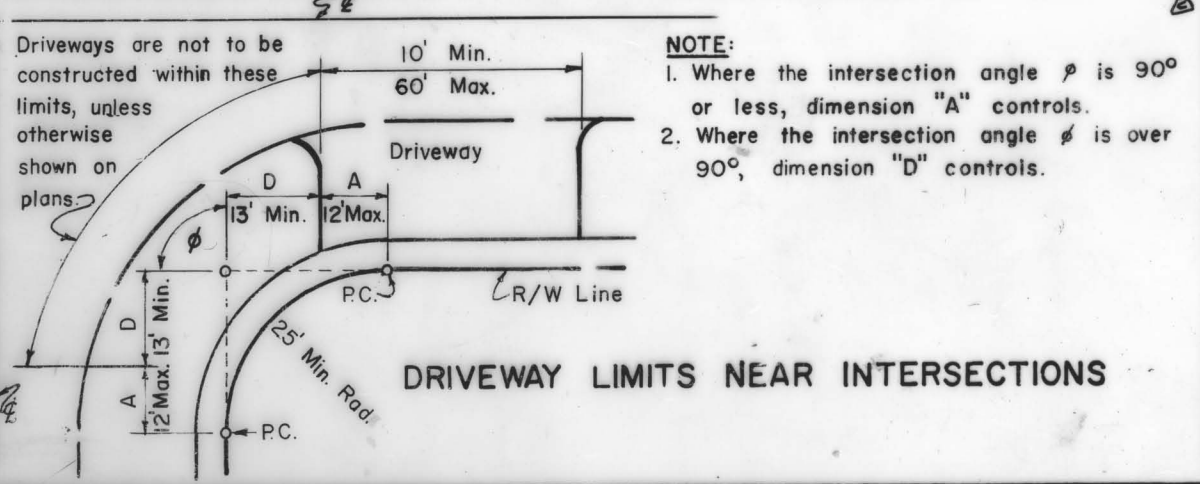 Driveways are not to be
constructed within these
limits, unless
otherwise
shown on
plans.
10' Min.
60' Max.
Driveway
D
13' Min.
A
12' Max.
ϕ
D
13' Min.
A
12' Max.
P.C.
R/W Line
25' Min. Rad.
P.C.
NOTE:
1. Where the intersection angle ϕ is 90°
or less, dimension "A" controls.
2. Where the intersection angle ϕ is over
90°, dimension "D" controls.
DRIVEWAY LIMITS NEAR INTERSECTIONS